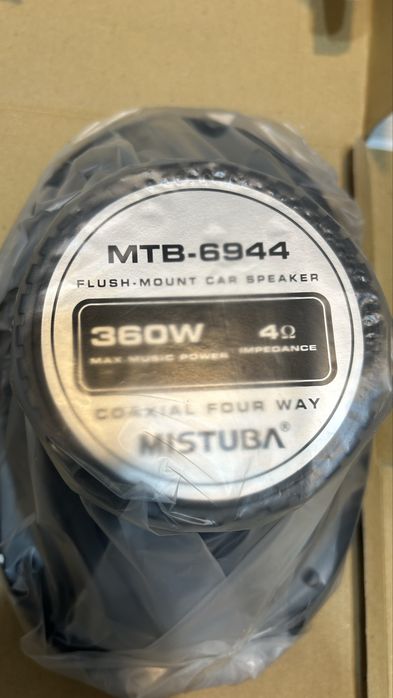 MTB-6944
FLUSH-MOUNT CAR SPEAKER
360W 4Ω
MAX MUSIC POWER IMPEDANCE
COAXIAL FOUR WAY
MISTUBA®